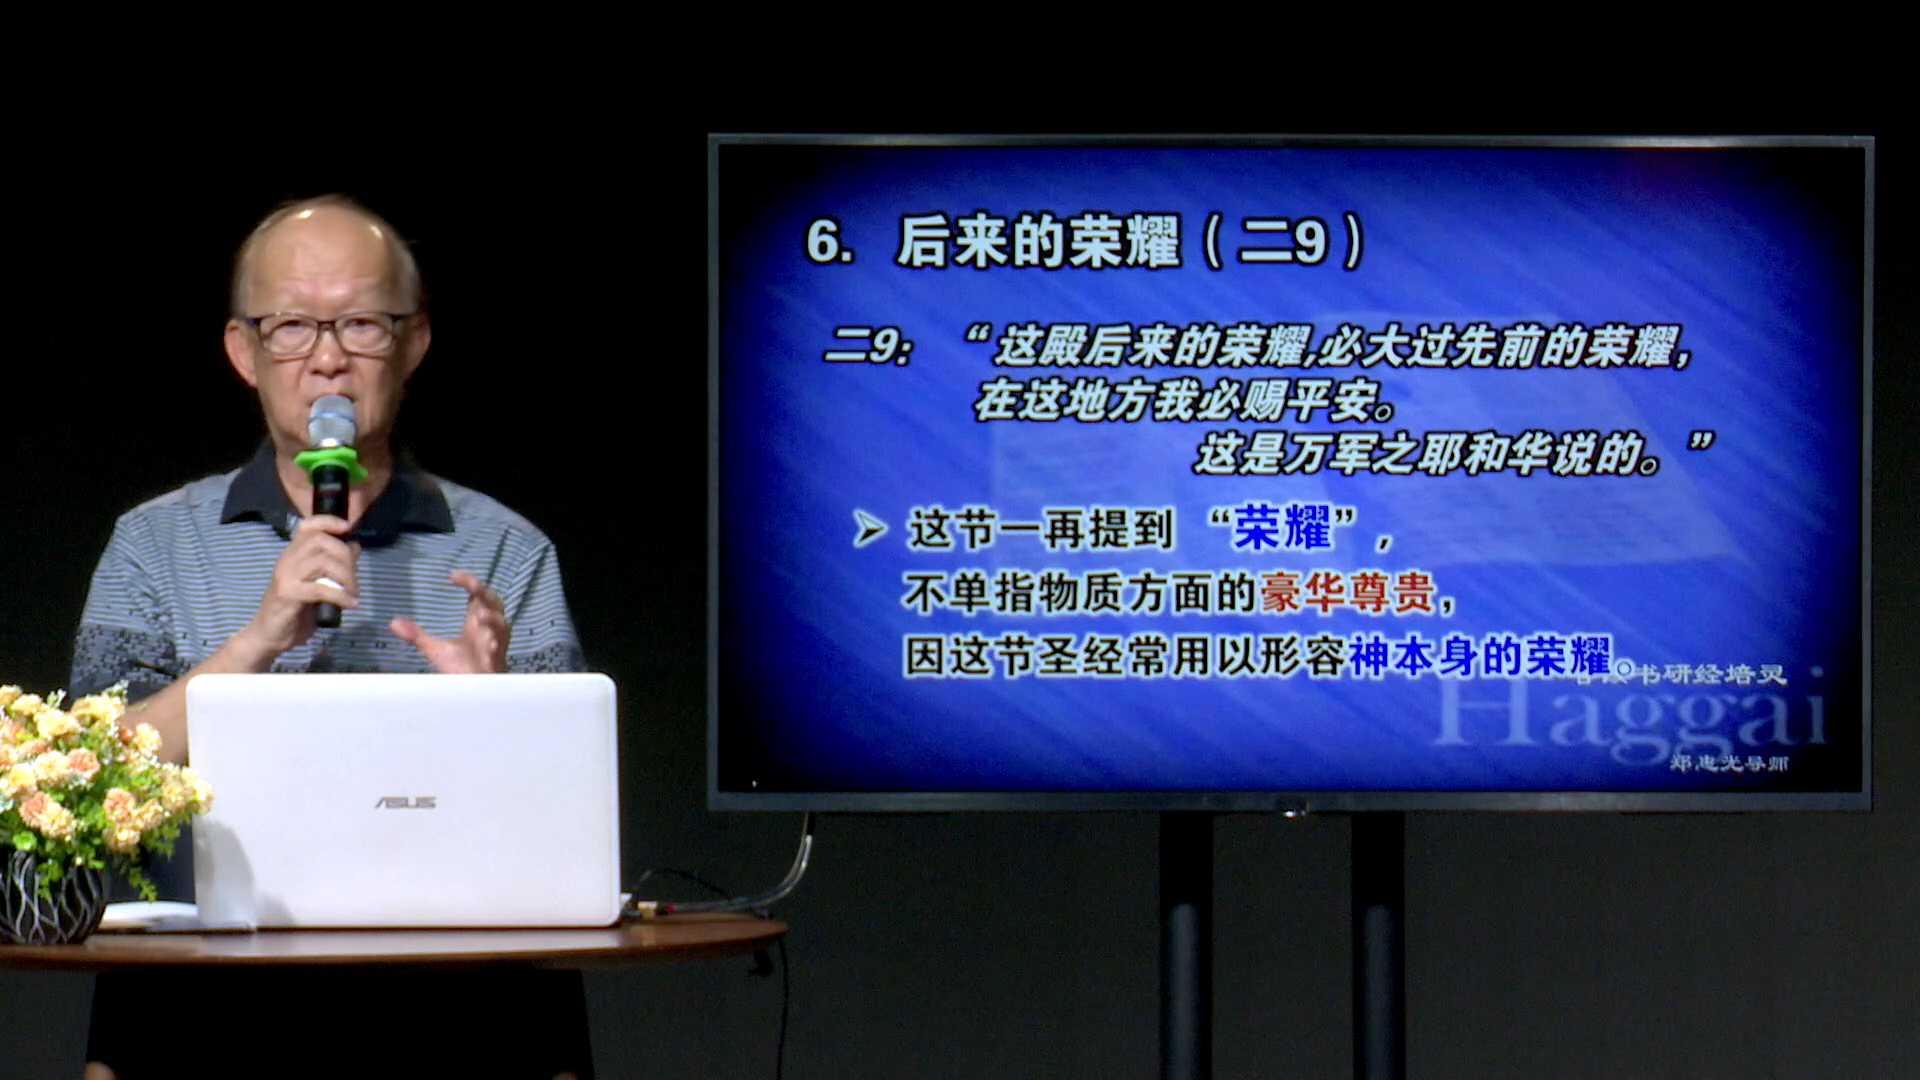 6. 后来的荣耀（二9）
二9: “这殿后来的荣耀,必大过先前的荣耀，
在这地方我必赐平安。
这是万军之耶和华说的。”
➢ 这节一再提到 “荣耀”，
不单指物质方面的豪华尊贵，
因这节圣经常用以形容神本身的荣耀。
书研经培灵
Haggai
郑忠光导师
ASUS